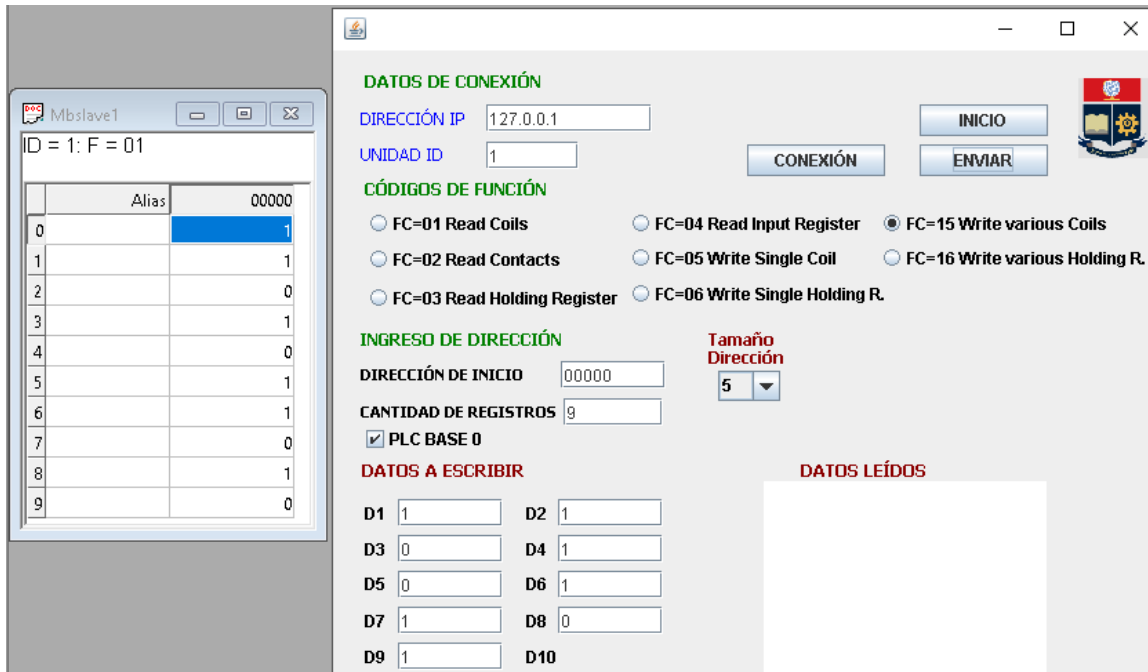 Mbslave1
ID = 1: F = 01
Alias 00000
0 1
1 1
2 0
3 1
4 0
5 1
6 1
7 0
8 1
9 0
DATOS DE CONEXIÓN
DIRECCIÓN IP 127.0.0.1 INICIO
UNIDAD ID 1 CONEXIÓN ENVIAR
CÓDIGOS DE FUNCIÓN
FC=01 Read Coils FC=04 Read Input Register FC=15 Write various Coils
FC=02 Read Contacts FC=05 Write Single Coil FC=16 Write various Holding R.
FC=03 Read Holding Register FC=06 Write Single Holding R.
INGRESO DE DIRECCIÓN Tamaño
Dirección
DIRECCIÓN DE INICIO 00000 5
CANTIDAD DE REGISTROS 9
PLC BASE 0
DATOS A ESCRIBIR DATOS LEÍDOS
D1 1 D2 1
D3 0 D4 1
D5 0 D6 1
D7 1 D8 0
D9 1 D10